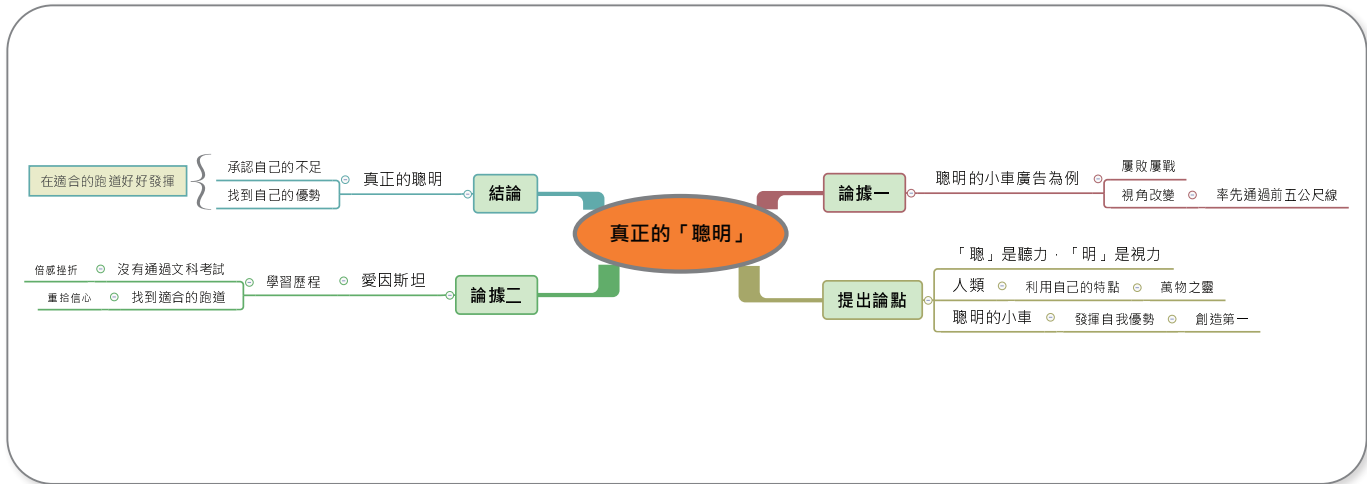 真正的「聰明」
論據一
聰明的小車廣告為例
屢敗屢戰
視角改變
率先通過前五公尺線
提出論點
「聰」是聽力．「明」是視力
人類
利用自己的特點
萬物之靈
聰明的小車
發揮自我優勢
創造第一
結論
真正的聰明
承認自己的不足
找到自己的優勢
在適合的跑道好好發揮
論據二
愛因斯坦
學習歷程
沒有通過文科考試
倍感挫折
找到適合的跑道
重拾信心